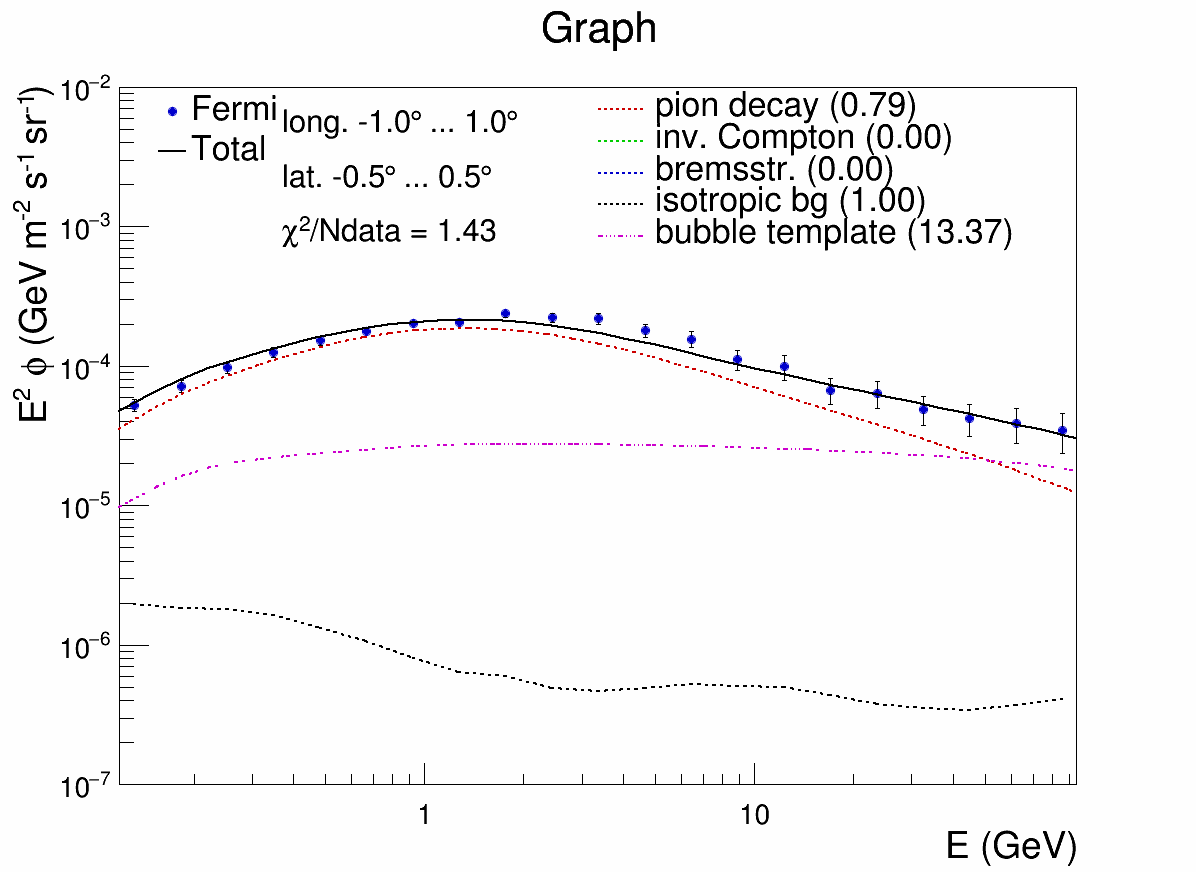 Graph
E² ϕ (GeV m⁻² s⁻¹ sr⁻¹)
10⁻²
10⁻³
10⁻⁴
10⁻⁵
10⁻⁶
10⁻⁷
Fermi
Total
long. -1.0° ... 1.0°
lat. -0.5° ... 0.5°
χ²/Ndata = 1.43
pion decay (0.79)
inv. Compton (0.00)
bremsstr. (0.00)
isotropic bg (1.00)
bubble template (13.37)
1
10
E (GeV)